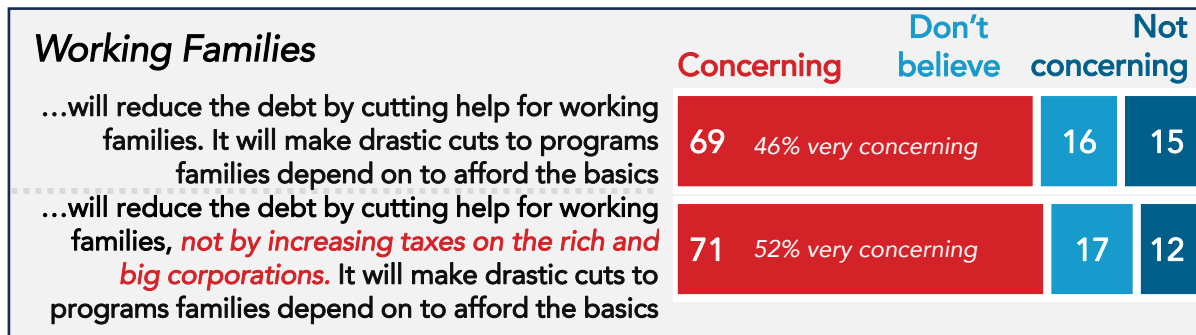 Working Families
Concerning
Don't
believe
Not
concerning
...will reduce the debt by cutting help for working
families. It will make drastic cuts to programs
families depend on to afford the basics
69 46% very concerning 16 15
...will reduce the debt by cutting help for working
families, not by increasing taxes on the rich and
big corporations. It will make drastic cuts to
programs families depend on to afford the basics
71 52% very concerning 17 12